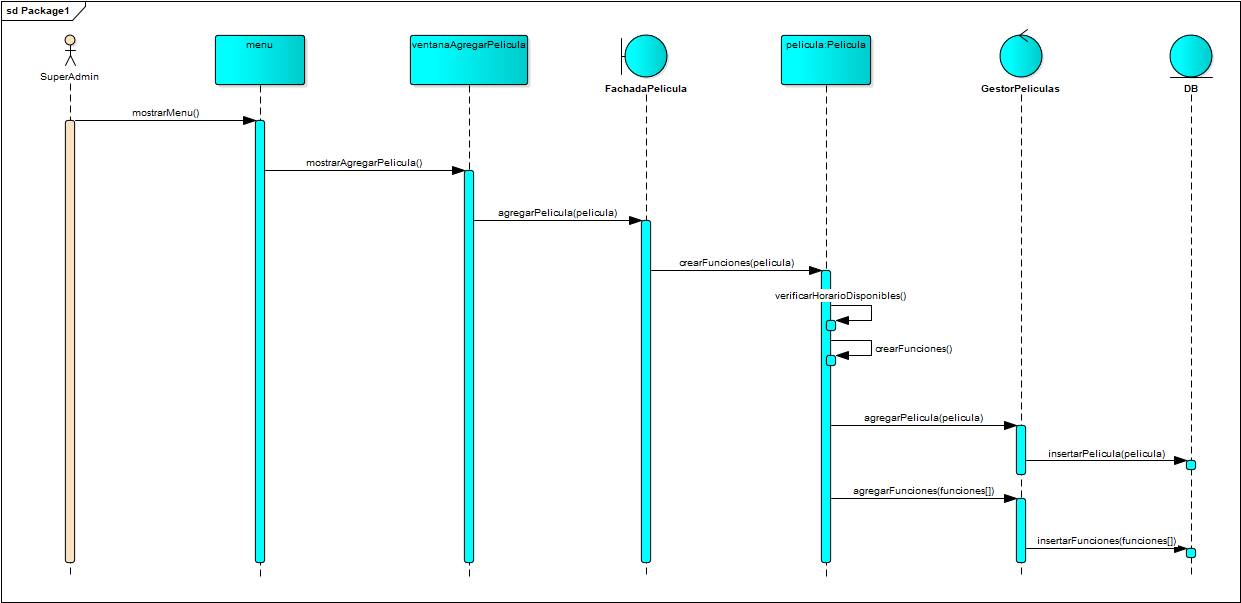 sd Package1
SuperAdmin
menu
ventanaAgregarPelicula
FachadaPelicula
pelicula:Pelicula
GestorPeliculas
DB
mostrarMenu()
mostrarAgregarPelicula()
agregarPelicula(pelicula)
crearFunciones(pelicula)
verificarHorarioDisponibles()
crearFunciones()
agregarPelicula(pelicula)
insertarPelicula(pelicula)
agregarFunciones(funciones[])
insertarFunciones(funciones[])